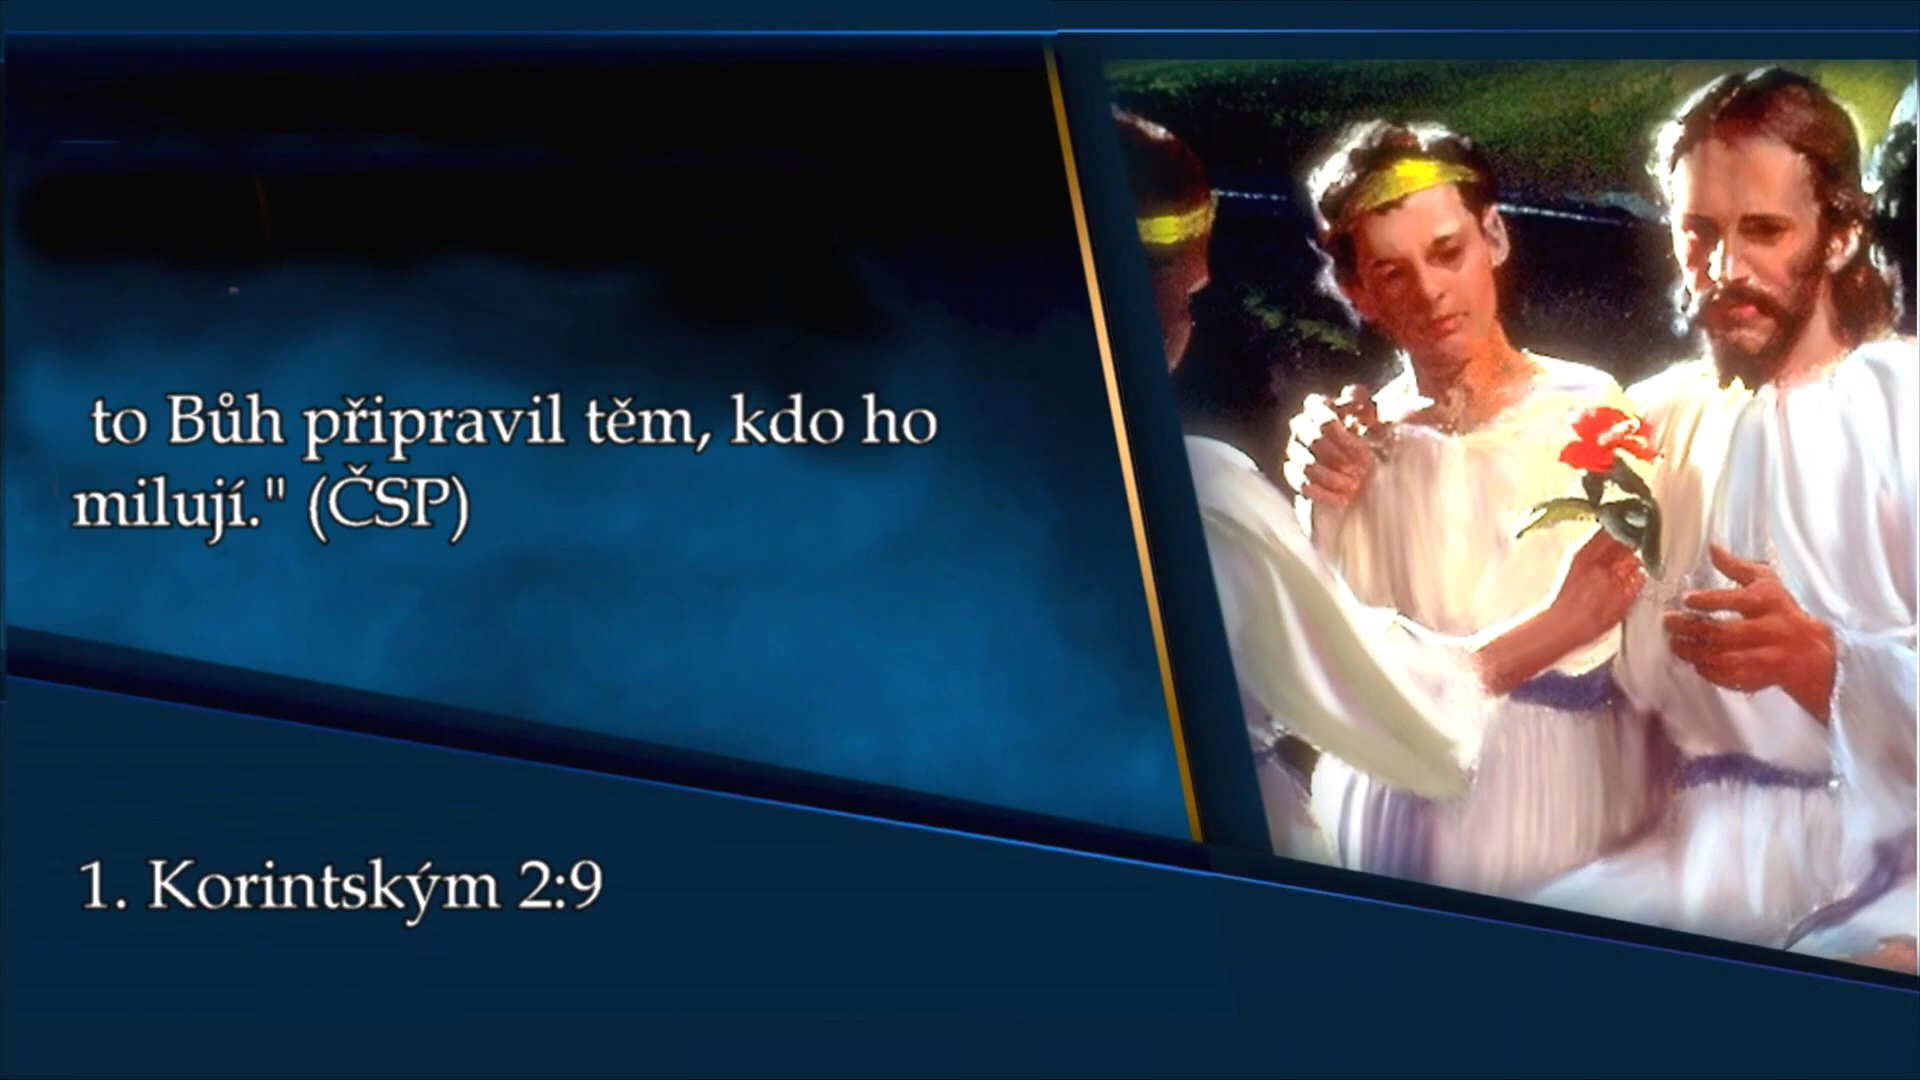 to Bůh připravil těm, kdo ho
milují." (ČSP)
1. Korintským 2:9